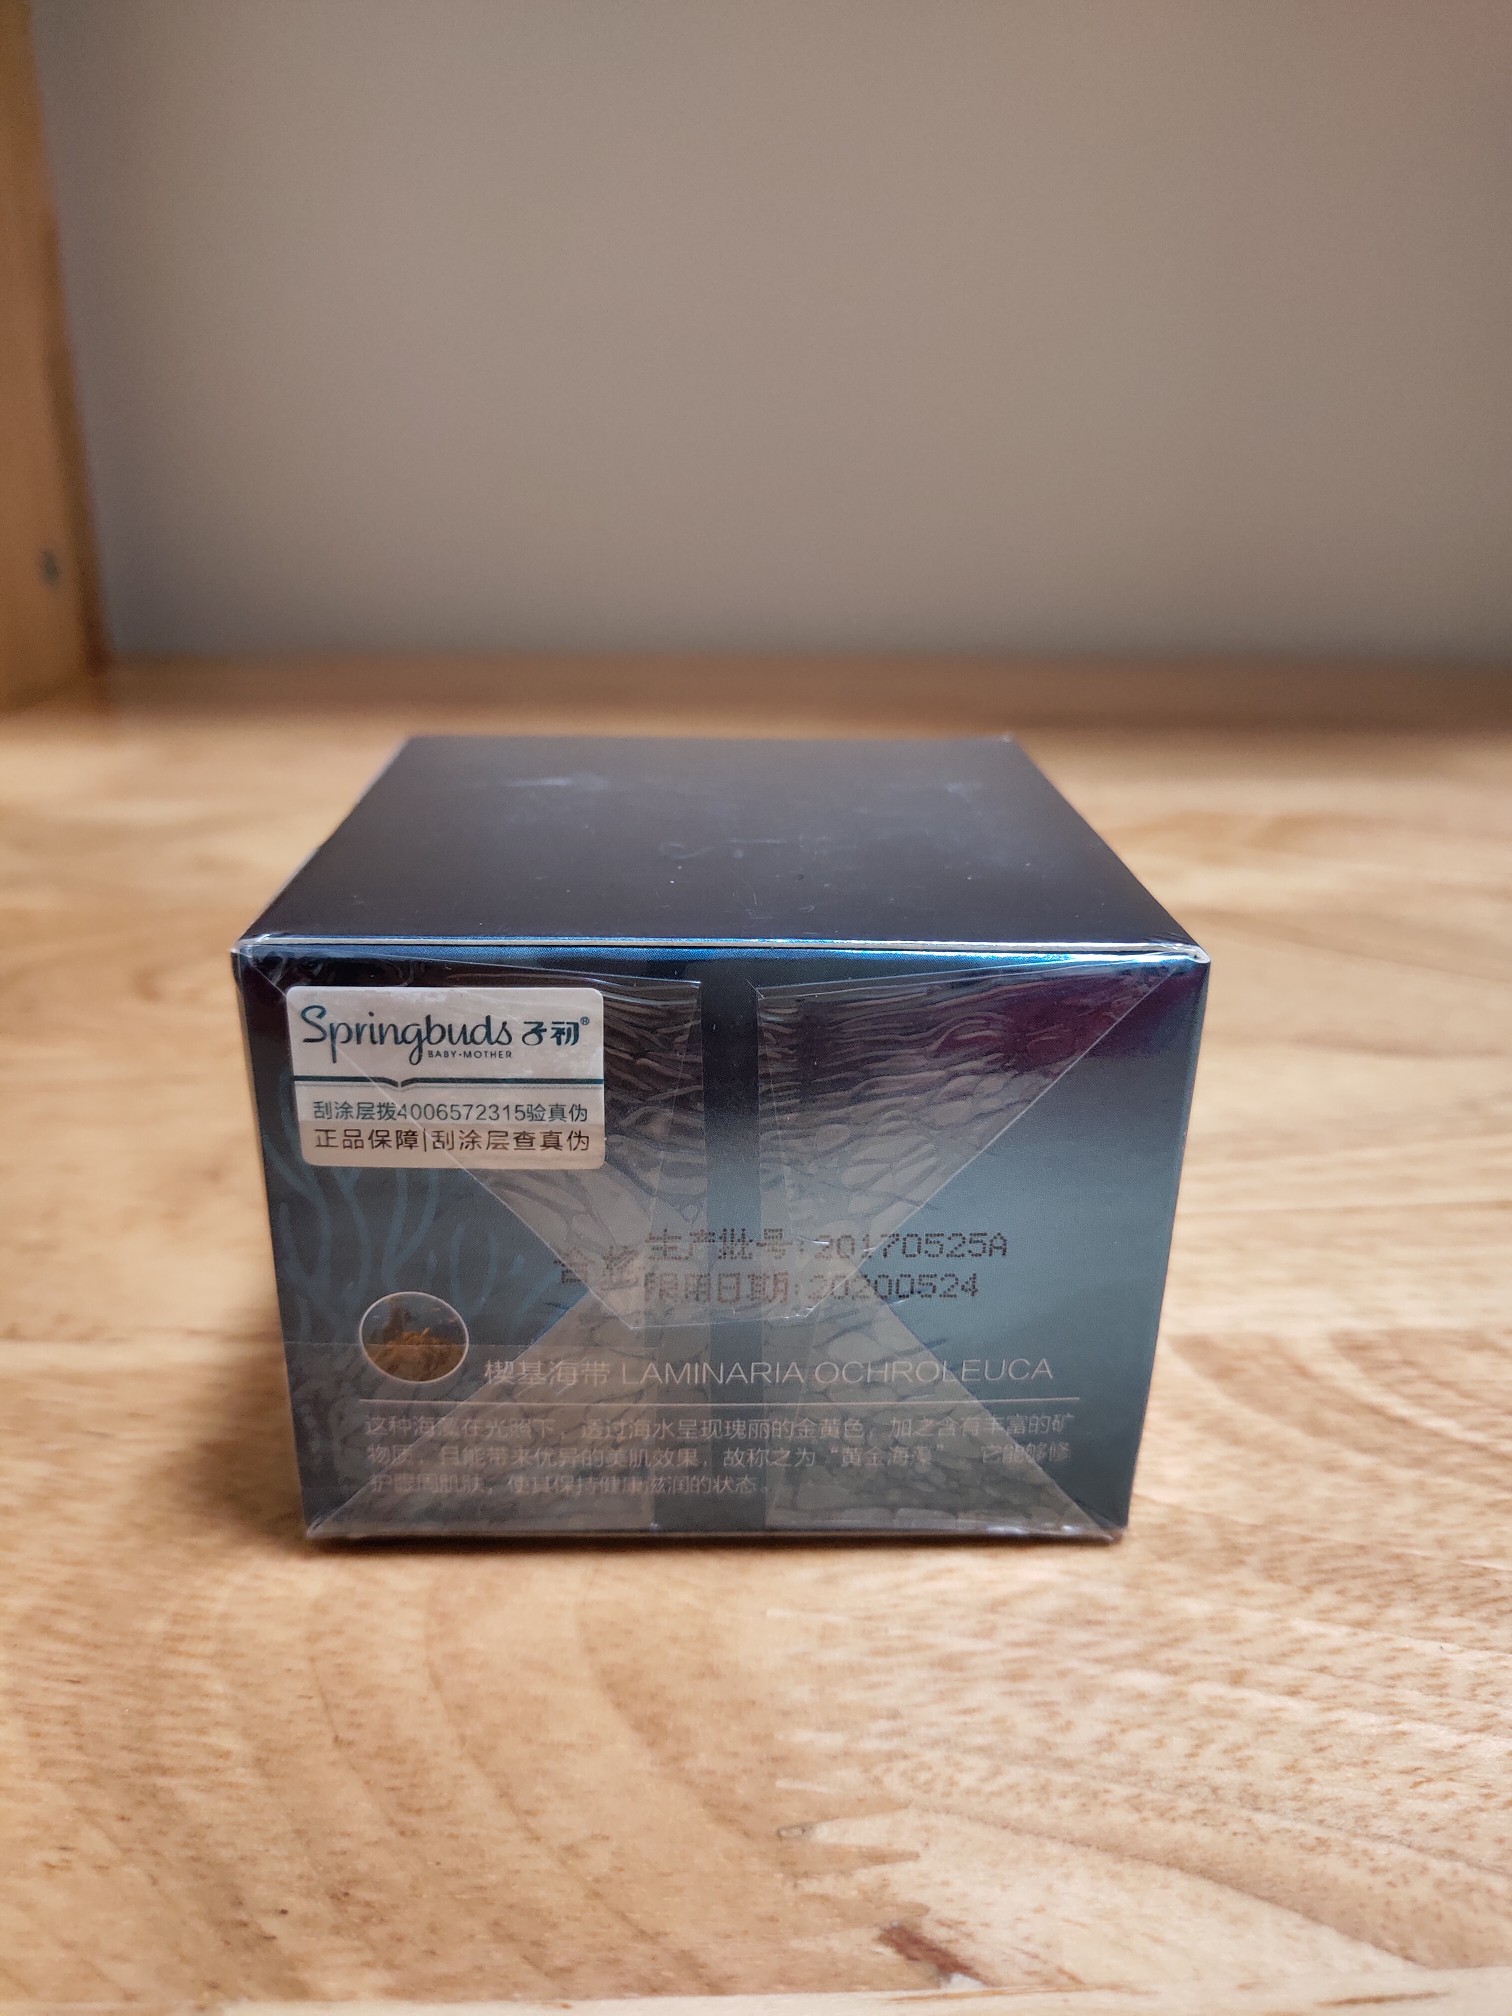 Springbuds 子初®
BABY·MOTHER
刮涂层拨4006572315验真伪
正品保障|刮涂层查真伪
合格
生产批号:20170525A
限用日期:20200524
楔基海带 LAMINARIA OCHROLEUCA
这种海藻在光照下，透过海水呈现瑰丽的金黄色，加之含有丰富的矿
物质，且能带来优异的美肌效果，故称之为“黄金海藻”，它能够修
护眼周肌肤，使其保持健康滋润的状态。